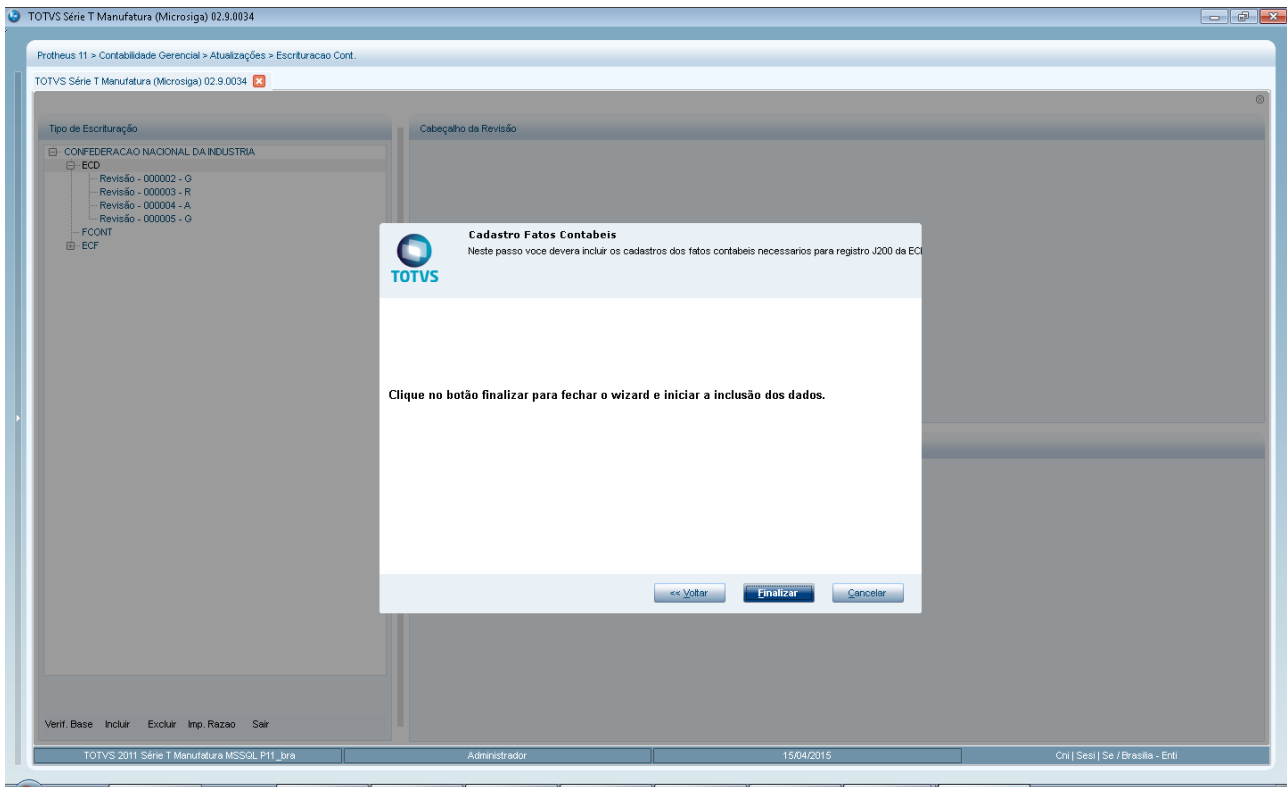 TOTVS Série T Manufatura (Microsiga) 02.9.0034
Protheus 11 > Contabilidade Gerencial > Atualizações > Escrituracao Cont.
TOTVS Série T Manufatura (Microsiga) 02.9.0034
Tipo de Escrituração
Cabeçalho da Revisão
CONFEDERACAO NACIONAL DA INDUSTRIA
ECD
Revisão - 000002 - G
Revisão - 000003 - R
Revisão - 000004 - A
Revisão - 000005 - G
FCONT
ECF
TOTVS
Cadastro Fatos Contabeis
Neste passo voce devera incluir os cadastros dos fatos contabeis necessarios para registro J200 da ECI
Clique no botão finalizar para fechar o wizard e iniciar a inclusão dos dados.
<< Voltar Finalizar Cancelar
Verif. Base Incluir Excluir Imp. Razao Sair
TOTVS 2011 Série T Manufatura MSSQL P11_bra Administrador 15/04/2015 Cni | Sesi | Se / Brasilia - Enti